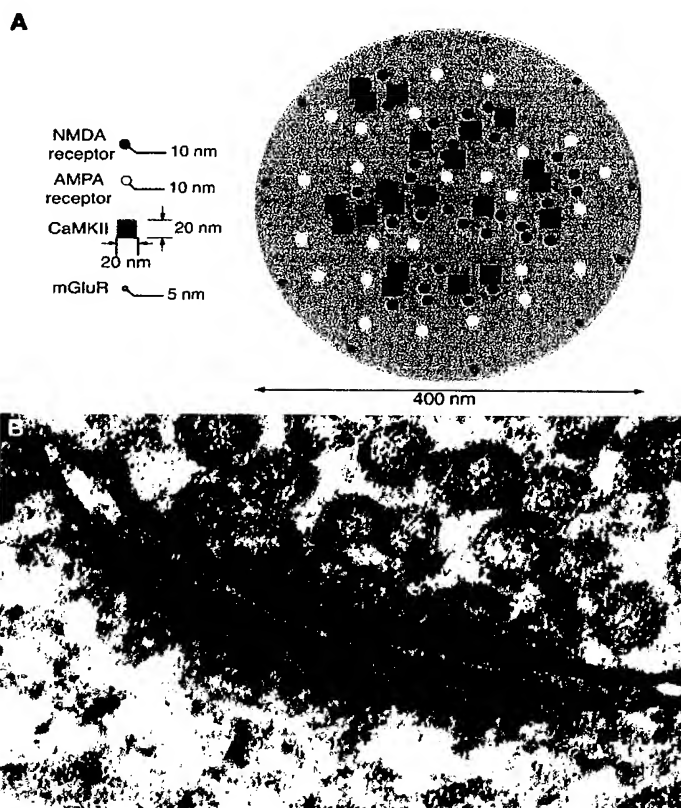 A
NMDA
receptor
10 nm
AMPA
receptor
10 nm
CaMKII
20 nm
20 nm
mGluR
5 nm
400 nm
B